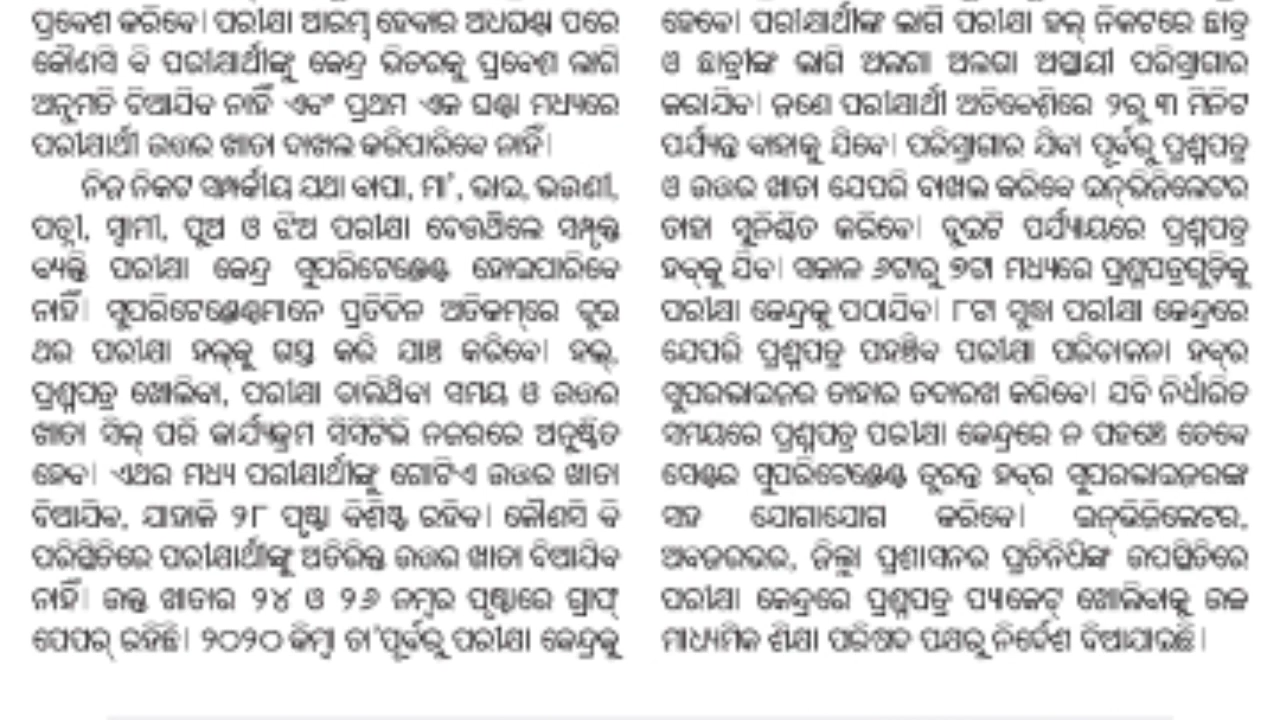 ପ୍ରବେଶ କରିବେ। ପରୀକ୍ଷା ଆରମ୍ଭ ହେବାର ଅଧଘଣ୍ଟା ପରେ
କୌଣସି ବି ପରୀକ୍ଷାର୍ଥୀଙ୍କୁ କେନ୍ଦ୍ର ଭିତରକୁ ପ୍ରବେଶ ଲାଗି
ଅନୁମତି ଦିଆଯିବ ନାହିଁ ଏବଂ ପ୍ରଥମ ଏକ ଘଣ୍ଟା ମଧ୍ୟରେ
ପରୀକ୍ଷାର୍ଥୀ ଉତ୍ତର ଖାତା ଦାଖଲ କରିପାରିବେ ନାହିଁ।
ନିଜ ନିକଟ ସମ୍ପର୍କୀୟ ଯଥା ବାପା, ମା', ଭାଇ, ଭଉଣୀ,
ପତ୍ନୀ, ସ୍ୱାମୀ, ପୁଅ ଓ ଝିଅ ପରୀକ୍ଷା ଦେଉଥିଲେ ସମ୍ପୃକ୍ତ
ବ୍ୟକ୍ତି ପରୀକ୍ଷା କେନ୍ଦ୍ର ସୁପରିଟେଣ୍ଡେଣ୍ଟ ହୋଇପାରିବେ
ନାହିଁ। ସୁପରିଟେଣ୍ଡେଣ୍ଟମାନେ ପ୍ରତିଦିନ ଅତିକମ୍‌ରେ ଦୁଇ
ଥର ପରୀକ୍ଷା ହଲ୍‌କୁ ଗସ୍ତ କରି ଯାଞ୍ଚ କରିବେ। ହଲ୍,
ପ୍ରଶ୍ନପତ୍ର ଖୋଲିବା, ପରୀକ୍ଷା ଚାଲିଥିବା ସମୟ ଓ ଉତ୍ତର
ଖାତା ସିଲ୍ ପରି କାର୍ଯ୍ୟକ୍ରମ ସିସିଟିଭି ନଜରରେ ଅନୁଷ୍ଠିତ
ହେବ। ଏଥର ମଧ୍ୟ ପରୀକ୍ଷାର୍ଥୀଙ୍କୁ ଗୋଟିଏ ଉତ୍ତର ଖାତା
ଦିଆଯିବ, ଯାହାକି ୨୮ ପୃଷ୍ଠା ବିଶିଷ୍ଟ ରହିବ। କୌଣସି ବି
ପରିସ୍ଥିତିରେ ପରୀକ୍ଷାର୍ଥୀଙ୍କୁ ଅତିରିକ୍ତ ଉତ୍ତର ଖାତା ଦିଆଯିବ
ନାହିଁ। ଉକ୍ତ ଖାତାର ୨୪ ଓ ୨୬ ନମ୍ବର ପୃଷ୍ଠାରେ ଗ୍ରାଫ୍
ପେପର୍ ରହିଛି। ୨୦୨୦ କିମ୍ବା ତା'ପୂର୍ବରୁ ପରୀକ୍ଷା କେନ୍ଦ୍ରକୁ
ହେବେ। ପରୀକ୍ଷାର୍ଥୀଙ୍କ ଲାଗି ପରୀକ୍ଷା ହଲ୍ ନିକଟରେ ଛାତ୍ର
ଓ ଛାତ୍ରୀଙ୍କ ଲାଗି ଅଲଗା ଅଲଗା ଅସ୍ଥାୟୀ ପରିସ୍ରାଗାର
କରାଯିବ। ଜଣେ ପରୀକ୍ଷାର୍ଥୀ ଅତିବେଶିରେ ୨ରୁ ୩ ମିନିଟ
ପର୍ଯ୍ୟନ୍ତ ବାହାକୁ ଯିବେ। ପରିସ୍ରାଗାର ଯିବା ପୂର୍ବରୁ ପ୍ରଶ୍ନପତ୍ର
ଓ ଉତ୍ତର ଖାତା ଯେପରି ଦାଖଲ କରିବେ ଇନ୍‌ଭିଜିଲେଟର
ତାହା ସୁନିଶ୍ଚିତ କରିବେ। ଦୁଇଟି ପର୍ଯ୍ୟାୟରେ ପ୍ରଶ୍ନପତ୍ର
ହବ୍‌କୁ ଯିବ। ସକାଳ ୬ଟାରୁ ୭ଟା ମଧ୍ୟରେ ପ୍ରଶ୍ନପତ୍ରଗୁଡ଼ିକୁ
ପରୀକ୍ଷା କେନ୍ଦ୍ରକୁ ପଠାଯିବ। ୮ଟା ସୁଦ୍ଧା ପରୀକ୍ଷା କେନ୍ଦ୍ରରେ
ଯେପରି ପ୍ରଶ୍ନପତ୍ର ପହଞ୍ଚିବ ପରୀକ୍ଷା ପରିଚାଳନା ହବ୍‌ର
ସୁପରଭାଇଜର ତାହାର ତଦାରଖ କରିବେ। ଯଦି ନିର୍ଧାରିତ
ସମୟରେ ପ୍ରଶ୍ନପତ୍ର ପରୀକ୍ଷା କେନ୍ଦ୍ରରେ ନ ପହଞ୍ଚେ ତେବେ
ସେଣ୍ଟର ସୁପରିଟେଣ୍ଡେଣ୍ଟ ତୁରନ୍ତ ହବ୍‌ର ସୁପରଭାଇଜରଙ୍କ
ସହ ଯୋଗାଯୋଗ କରିବେ। ଇନ୍‌ଭିଜିଲେଟର,
ଅବଜରଭର, ଜିଲ୍ଲା ପ୍ରଶାସନର ପ୍ରତିନିଧିଙ୍କ ଉପସ୍ଥିତିରେ
ପରୀକ୍ଷା କେନ୍ଦ୍ରରେ ପ୍ରଶ୍ନପତ୍ର ପ୍ୟାକେଟ୍ ଖୋଲିବାକୁ ଉଚ୍ଚ
ମାଧ୍ୟମିକ ଶିକ୍ଷା ପରିଷଦ ପକ୍ଷରୁ ନିର୍ଦ୍ଦେଶ ଦିଆଯାଇଛି।